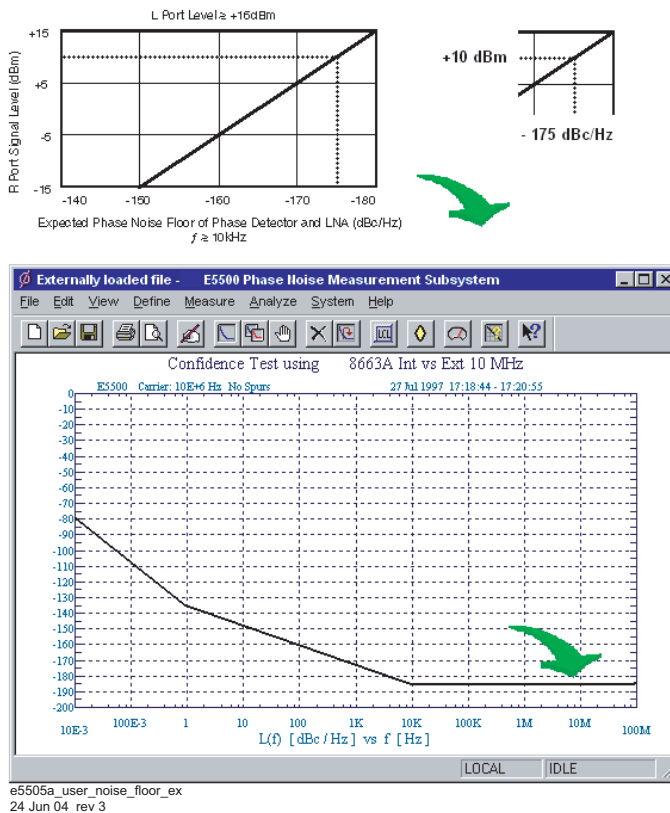 L Port Level ≥ +15dBm
+15
+5
-5
-15
R Port Signal Level (dBm)
-140 -150 -160 -170 -180
Expected Phase Noise Floor of Phase Detector and LNA (dBc/Hz)
f ≥ 10kHz
+10 dBm
- 175 dBc/Hz
Externally loaded file - E5500 Phase Noise Measurement Subsystem
File Edit View Define Measure Analyze System Help
LCL
Confidence Test using 8663A Int vs Ext 10 MHz
E5500 Carrier: 10E+6 Hz No Spurs 27 Jul 1997 17:18:44 - 17:20:55
0
-10
-20
-30
-40
-50
-60
-70
-80
-90
-100
-110
-120
-130
-140
-150
-160
-170
-180
-190
-200
10E-3 100E-3 1 10 100 1K 10K 100K 1M 10M 100M
L(f) [ dBc / Hz ] vs f [ Hz ]
LOCAL IDLE
e5505a_user_noise_floor_ex
24 Jun 04 rev 3